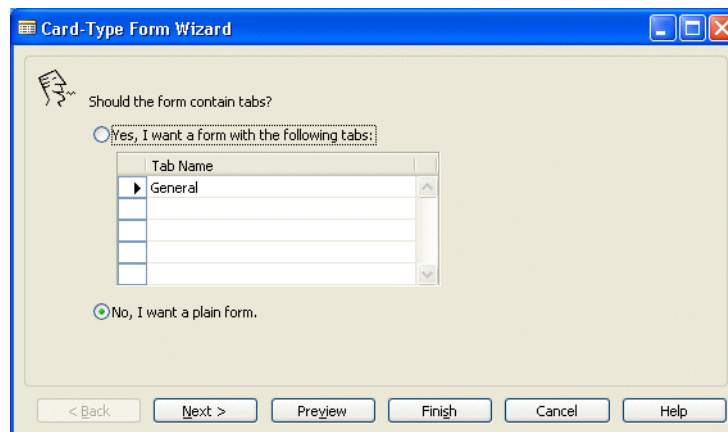 Card-Type Form Wizard
Should the form contain tabs?
Yes, I want a form with the following tabs:
Tab Name
General
No, I want a plain form.
< Back Next > Preview Finish Cancel Help